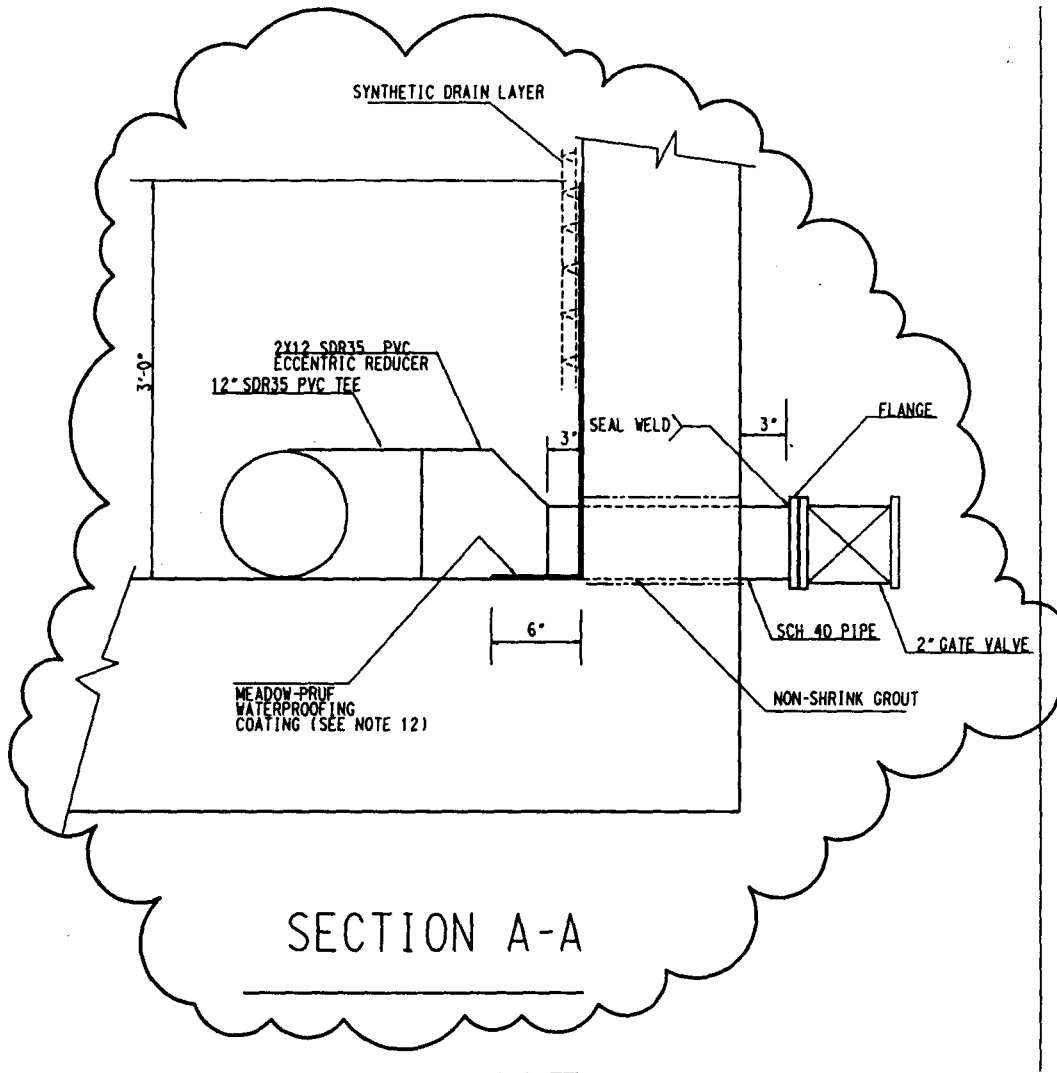 SYNTHETIC DRAIN LAYER
3'-0"
2X12 SDR35 PVC
ECCENTRIC REDUCER
12" SDR35 PVC TEE
3"
SEAL WELD
3"
FLANGE
6"
SCH 40 PIPE
2" GATE VALVE
MEADOW-PRUF
WATERPROOFING
COATING (SEE NOTE 12)
NON-SHRINK GROUT
SECTION A-A